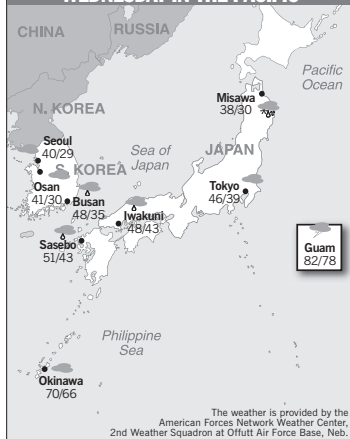 WEDNESDAY IN THE PACIFIC
CHINA
RUSSIA
Pacific
Ocean
Misawa
38/30
N. KOREA
Seoul
40/29
Sea of
Japan
JAPAN
S. KOREA
Osan
41/30
Busan
48/35
Tokyo
46/39
Iwakuni
48/43
Sasebo
51/43
Guam
82/78
Philippine
Sea
Okinawa
70/66
The weather is provided by the
American Forces Network Weather Center,
2nd Weather Squadron at Offutt Air Force Base, Neb.